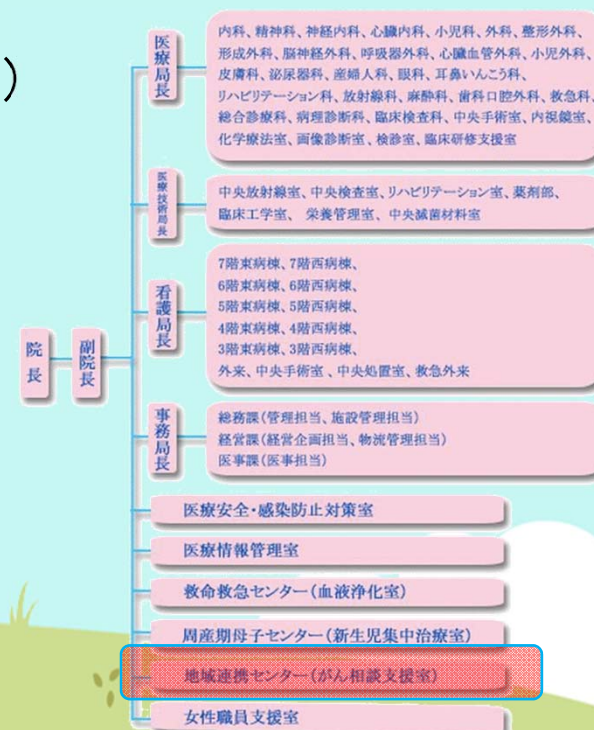 )
医療局長
内科、精神科、神経内科、心臓内科、小児科、外科、整形外科、
形成外科、脳神経外科、呼吸器外科、心臓血管外科、小児外科、
皮膚科、泌尿器科、産婦人科、眼科、耳鼻いんこう科、
リハビリテーション科、放射線科、麻酔科、歯科口腔外科、救急科、
総合診療科、病理診断科、臨床検査科、中央手術室、内視鏡室、
化学療法室、画像診断室、検診室、臨床研修支援室
医療技術局長
中央放射線室、中央検査室、リハビリテーション室、薬剤部、
臨床工学室、 栄養管理室、中央滅菌材料室
看護局長
7階東病棟、7階西病棟、
6階東病棟、6階西病棟、
5階東病棟、5階西病棟、
4階東病棟、4階西病棟、
3階東病棟、3階西病棟、
外来、中央手術室、中央処置室、救急外来
院長
副院長
事務局長
総務課(管理担当、施設管理担当)
経営課(経営企画担当、物流管理担当)
医事課(医事担当)
医療安全・感染防止対策室
医療情報管理室
救命救急センター(血液浄化室)
周産期母子センター(新生児集中治療室)
地域連携センター(がん相談支援室)
女性職員支援室